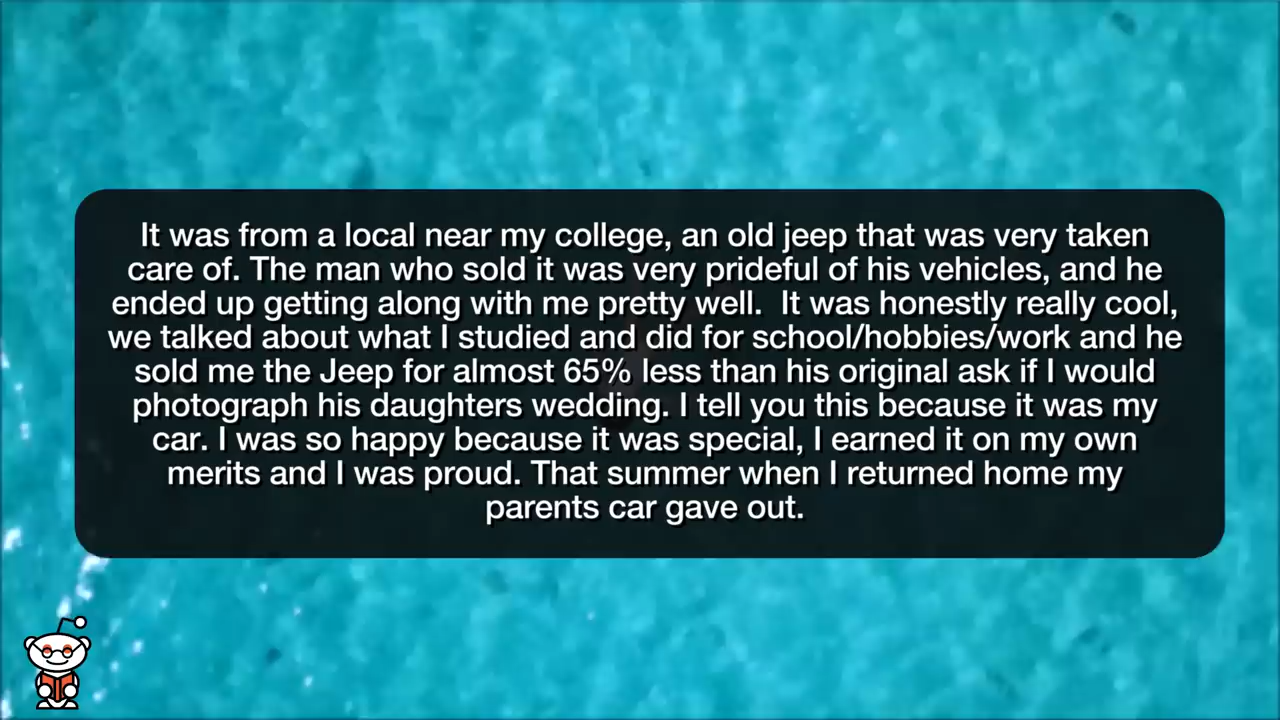 It was from a local near my college, an old jeep that was very taken
care of. The man who sold it was very prideful of his vehicles, and he
ended up getting along with me pretty well.  It was honestly really cool,
we talked about what I studied and did for school/hobbies/work and he
sold me the Jeep for almost 65% less than his original ask if I would
photograph his daughters wedding. I tell you this because it was my
car. I was so happy because it was special, I earned it on my own
merits and I was proud. That summer when I returned home my
parents car gave out.